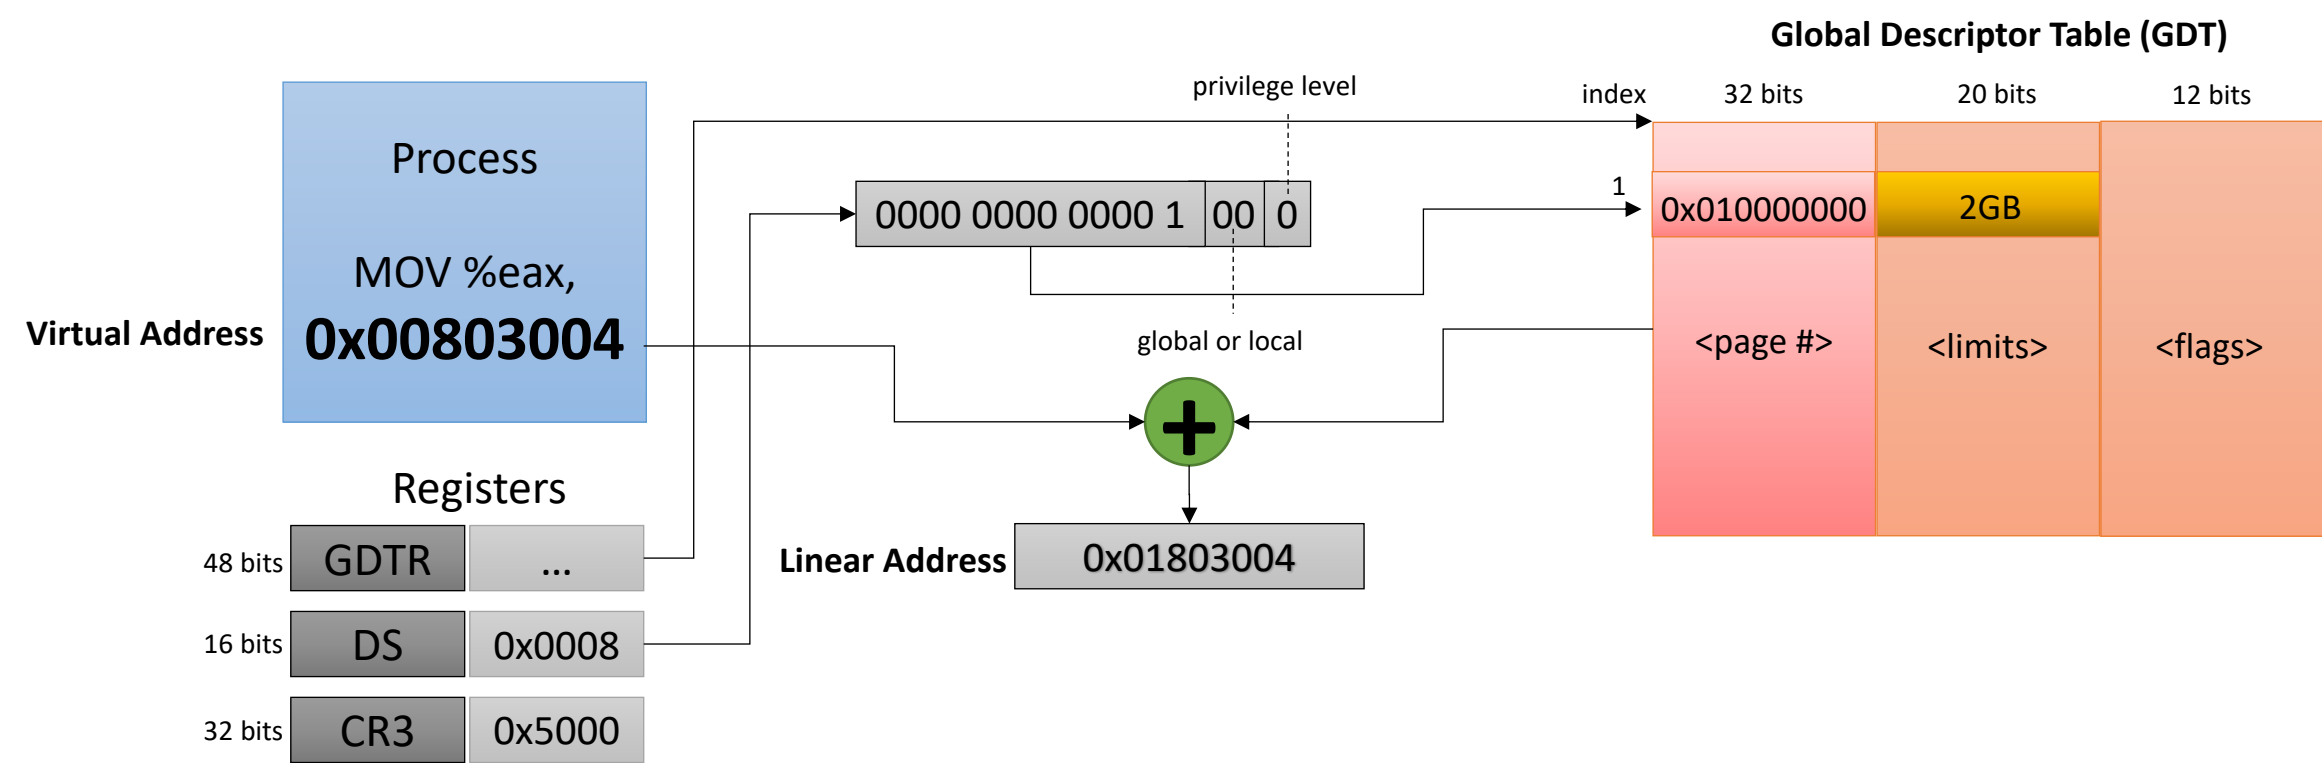 Global Descriptor Table (GDT)
privilege level
index
32 bits
20 bits
12 bits
Process
MOV %eax,
0x00803004
Virtual Address
0000 0000 0000 1
00
0
1
0x010000000
2GB
global or local
<page #>
<limits>
<flags>
+
Registers
48 bits
GDTR
...
Linear Address
0x01803004
16 bits
DS
0x0008
32 bits
CR3
0x5000